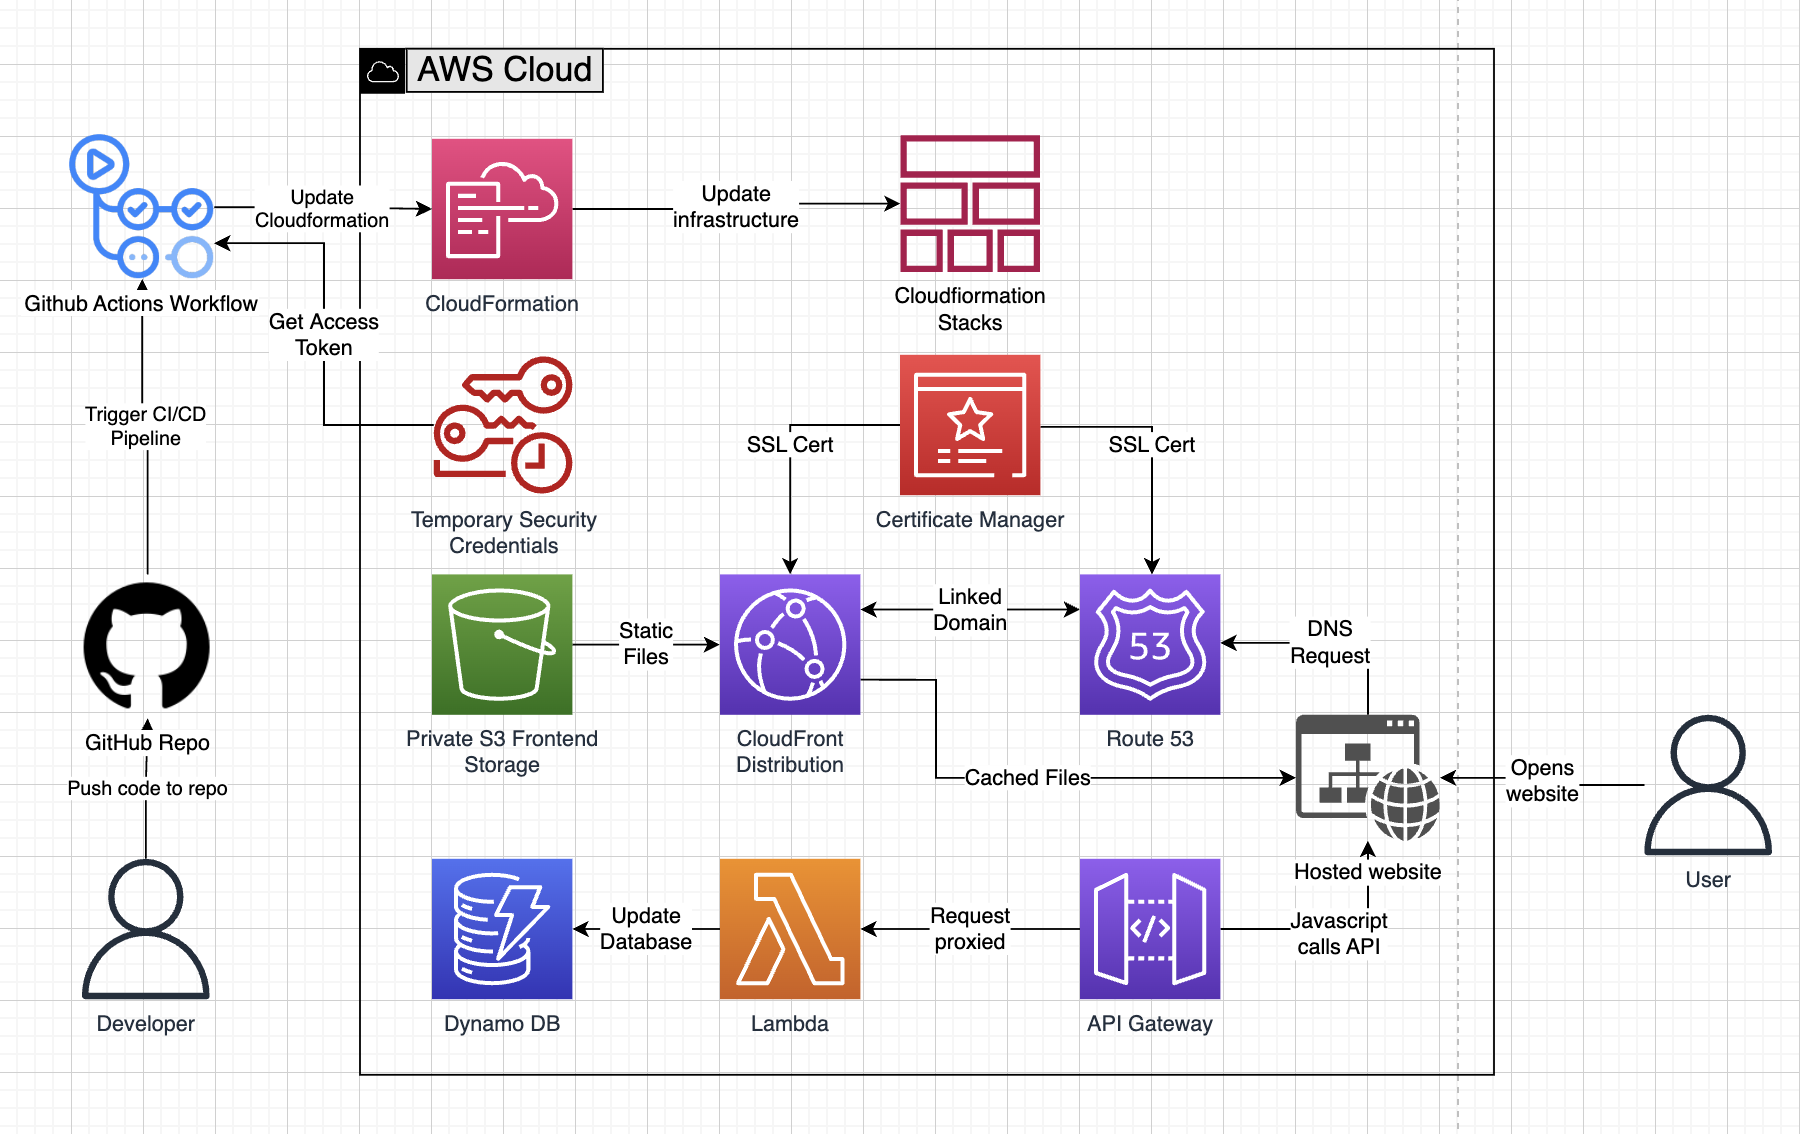 AWS Cloud
Update
Cloudformation
Update
infrastructure
Github Actions Workflow
CloudFormation
Cloudfiormation
Stacks
Get Access
Token
Trigger CI/CD
Pipeline
SSL Cert
SSL Cert
Temporary Security
Credentials
Certificate Manager
Linked
Domain
Static
Files
53
DNS
Request
GitHub Repo
Private S3 Frontend
Storage
CloudFront
Distribution
Route 53
Push code to repo
Cached Files
Opens
website
Hosted website
User
Update
Database
Request
proxied
</>
Javascript
calls API
Developer
Dynamo DB
Lambda
API Gateway